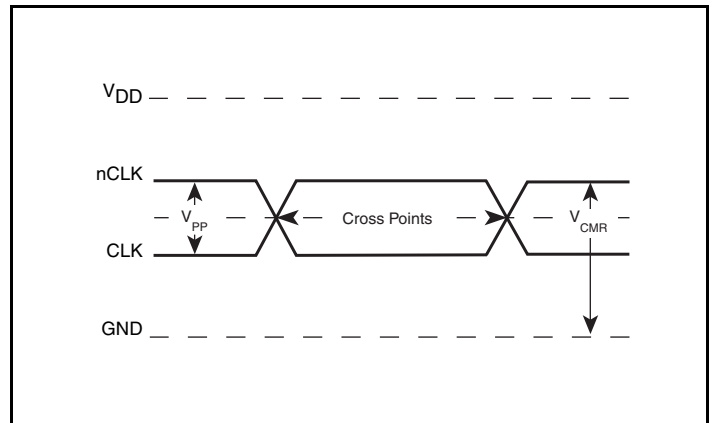 VDD
nCLK
VPP
Cross Points
VCMR
CLK
GND